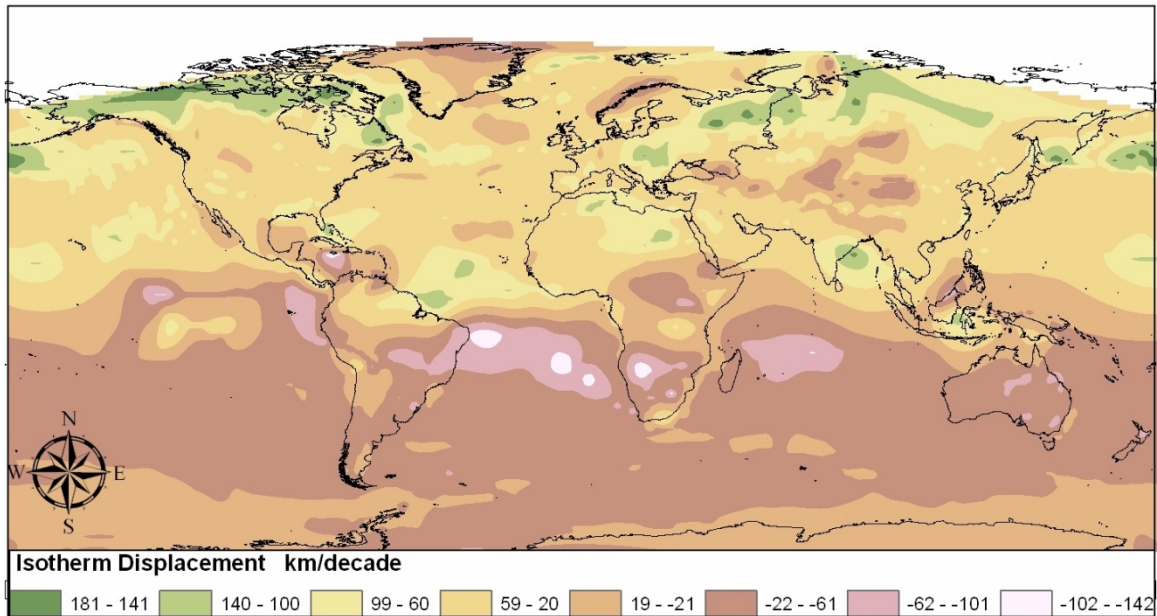 N
W E
S
Isotherm Displacement km/decade
181 - 141 140 - 100 99 - 60 59 - 20 19 - -21 -22 - -61 -62 - -101 -102 - -142